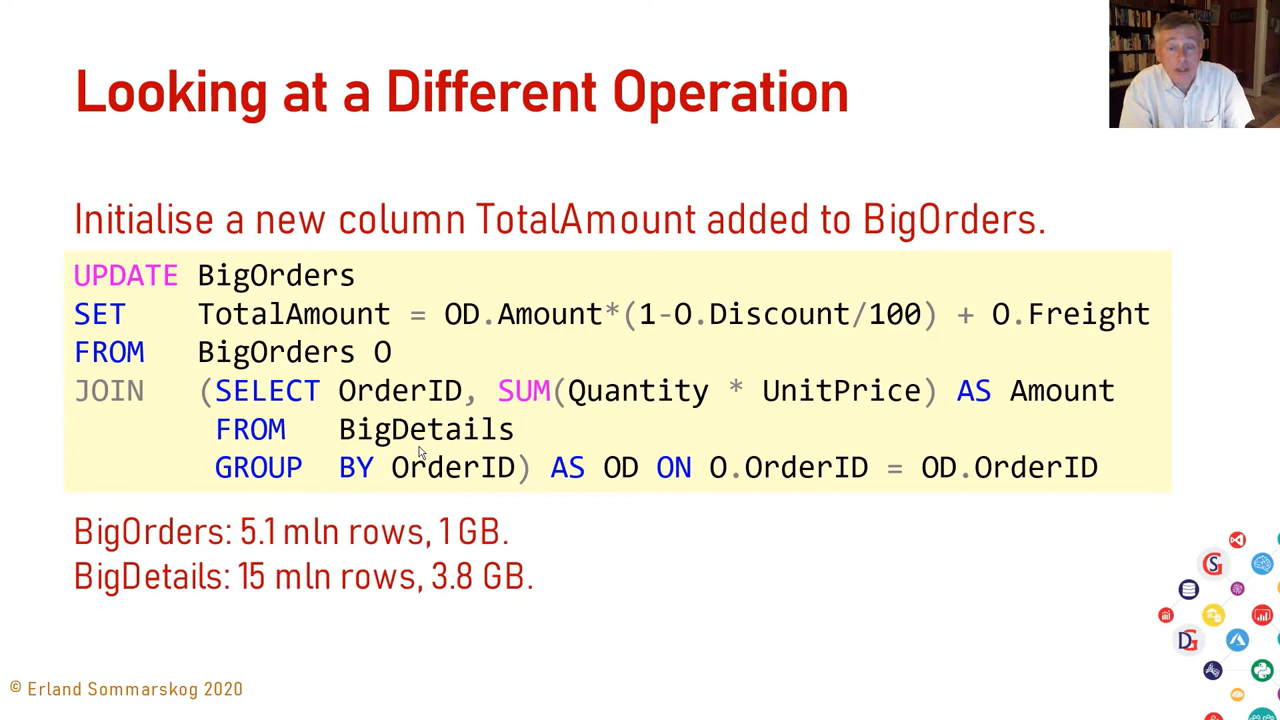 Looking at a Different Operation
Initialise a new column TotalAmount added to BigOrders.
UPDATE BigOrders
SET TotalAmount = OD.Amount*(1-O.Discount/100) + O.Freight
FROM BigOrders O
JOIN (SELECT OrderID, SUM(Quantity * UnitPrice) AS Amount
FROM BigDetails
GROUP BY OrderID) AS OD ON O.OrderID = OD.OrderID
BigOrders: 5.1 mln rows, 1 GB.
BigDetails: 15 mln rows, 3.8 GB.
© Erland Sommarskog 2020